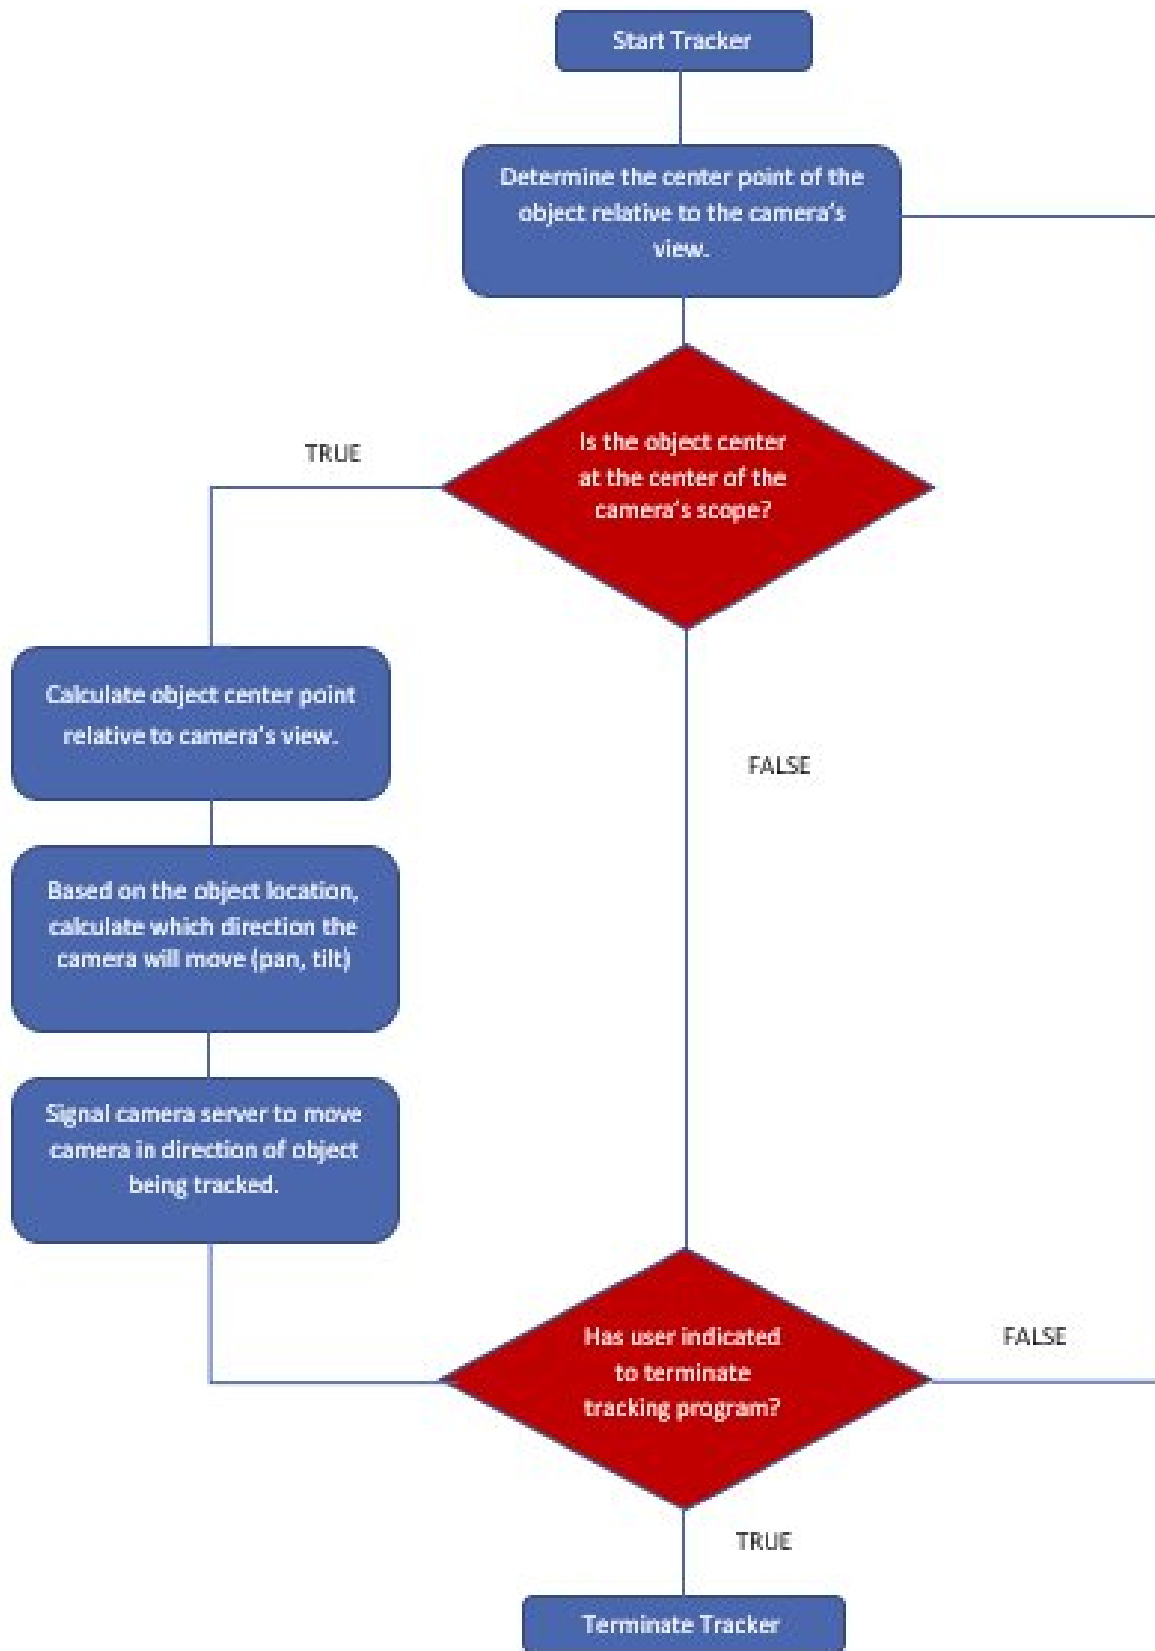 Start Tracker
Determine the center point of the
object relative to the camera's
view.
Is the object center
at the center of the
camera's scope?
TRUE
Calculate object center point
relative to camera's view.
FALSE
Based on the object location,
calculate which direction the
camera will move (pan, tilt)
Signal camera server to move
camera in direction of object
being tracked.
Has user indicated
to terminate
tracking program?
FALSE
TRUE
Terminate Tracker